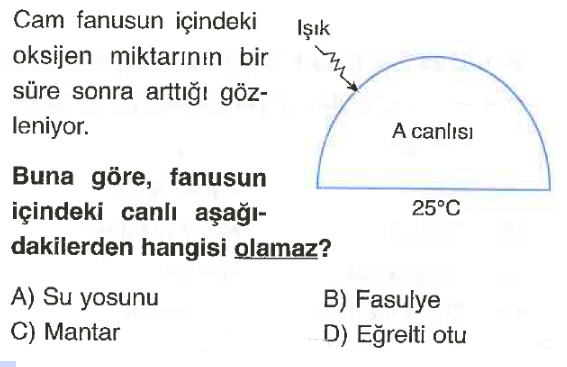 Cam fanusun içindeki
oksijen miktarının bir
süre sonra arttığı göz-
leniyor.
Işık
A canlısı
25°C
Buna göre, fanusun
içindeki canlı aşağı-
dakilerden hangisi olamaz?
A) Su yosunu
B) Fasulye
C) Mantar
D) Eğrelti otu